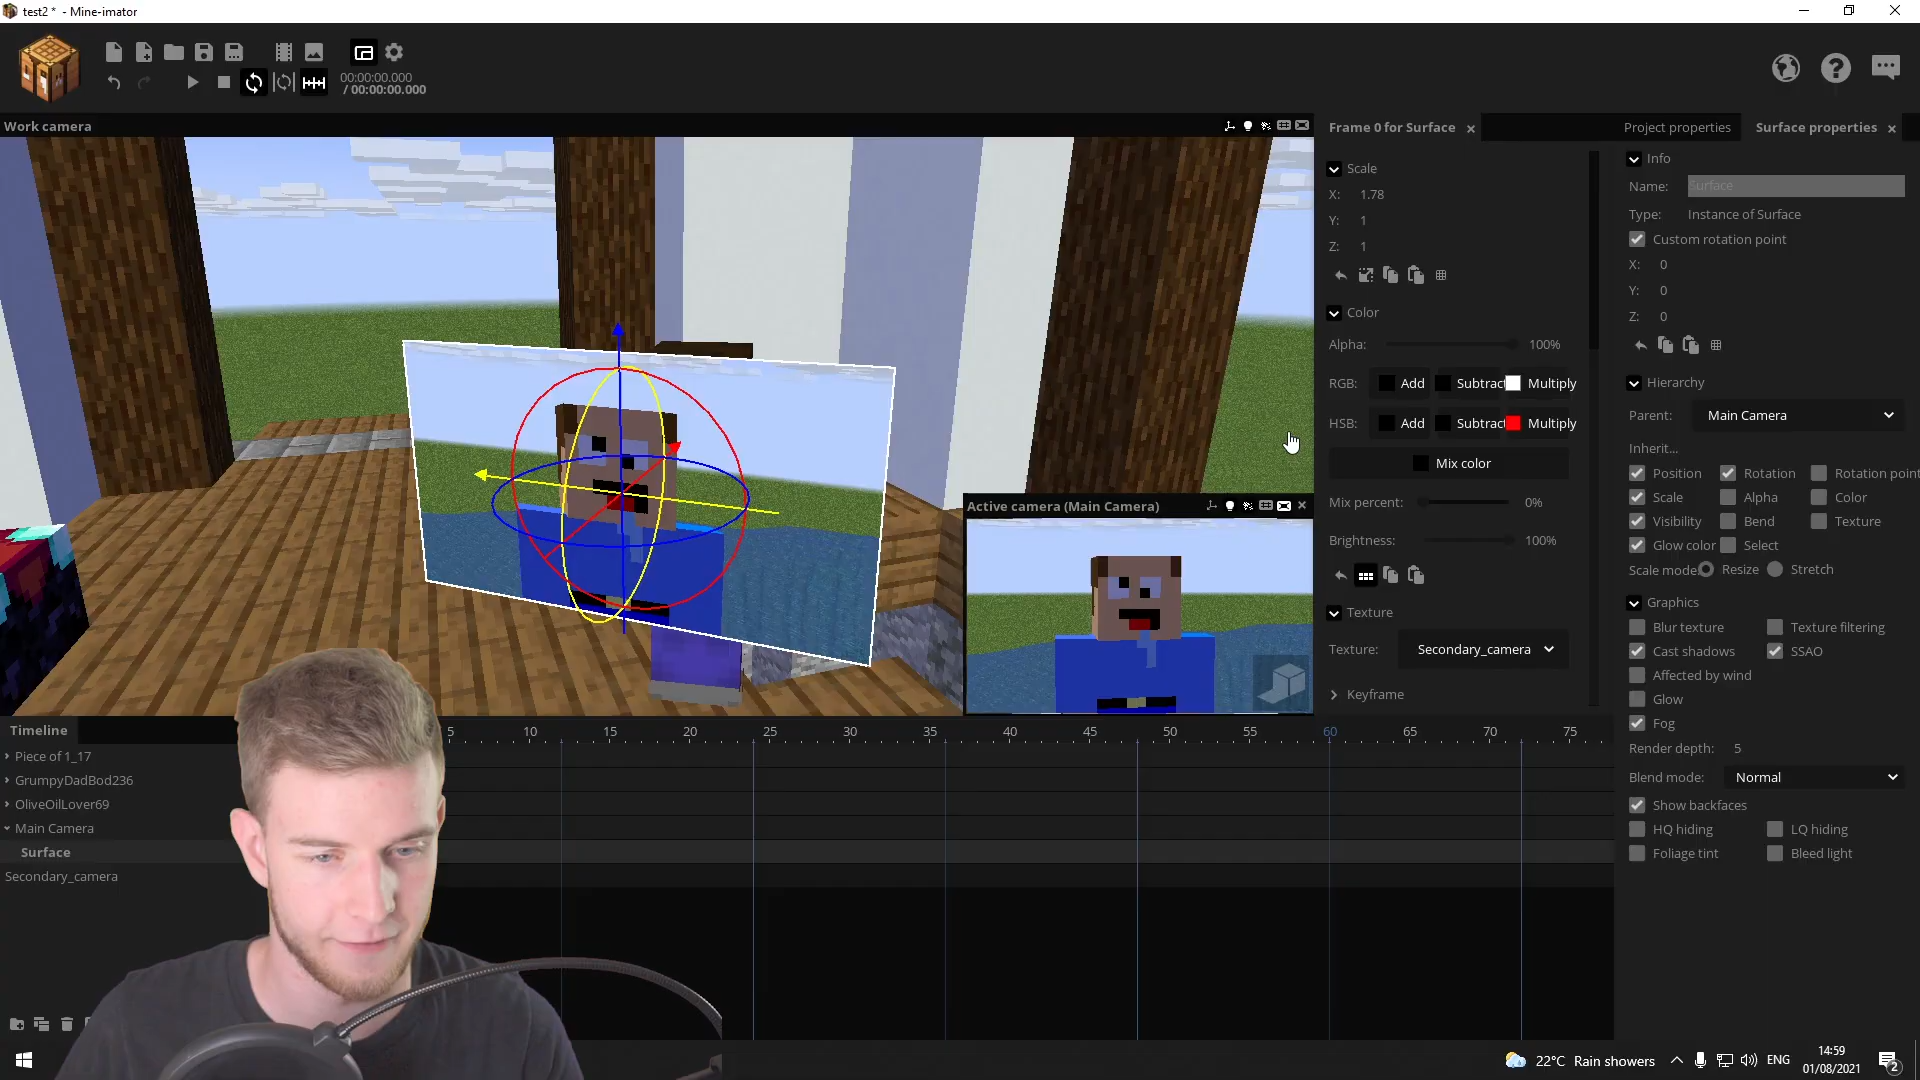 test2 * - Mine-imator
00:00:00.000
/ 00:00:00.000
Work camera
Frame 0 for Surface
Project properties
Surface properties
Scale
X: 1.78
Y: 1
Z: 1
Color
Alpha: 100%
RGB: Add Subtract Multiply
HSB: Add Subtract Multiply
Mix color
Mix percent: 0%
Brightness: 100%
Texture
Texture: Secondary_camera
Keyframe
Info
Name: Surface
Type: Instance of Surface
Custom rotation point
X: 0
Y: 0
Z: 0
Hierarchy
Parent: Main Camera
Inherit...
Position Rotation Rotation point
Scale Alpha Color
Visibility Bend Texture
Glow color Select
Scale mode: Resize Stretch
Graphics
Blur texture Texture filtering
Cast shadows SSAO
Affected by wind
Glow
Fog
Render depth: 5
Blend mode: Normal
Show backfaces
HQ hiding LQ hiding
Foliage tint Bleed light
Active camera (Main Camera)
Timeline
5 10 15 20 25 30 35 40 45 50 55 60 65 70 75
Piece of 1_17
GrumpyDadBod236
OliveOilLover69
Main Camera
Surface
Secondary_camera
22°C Rain showers
ENG
14:59
01/08/2021
2